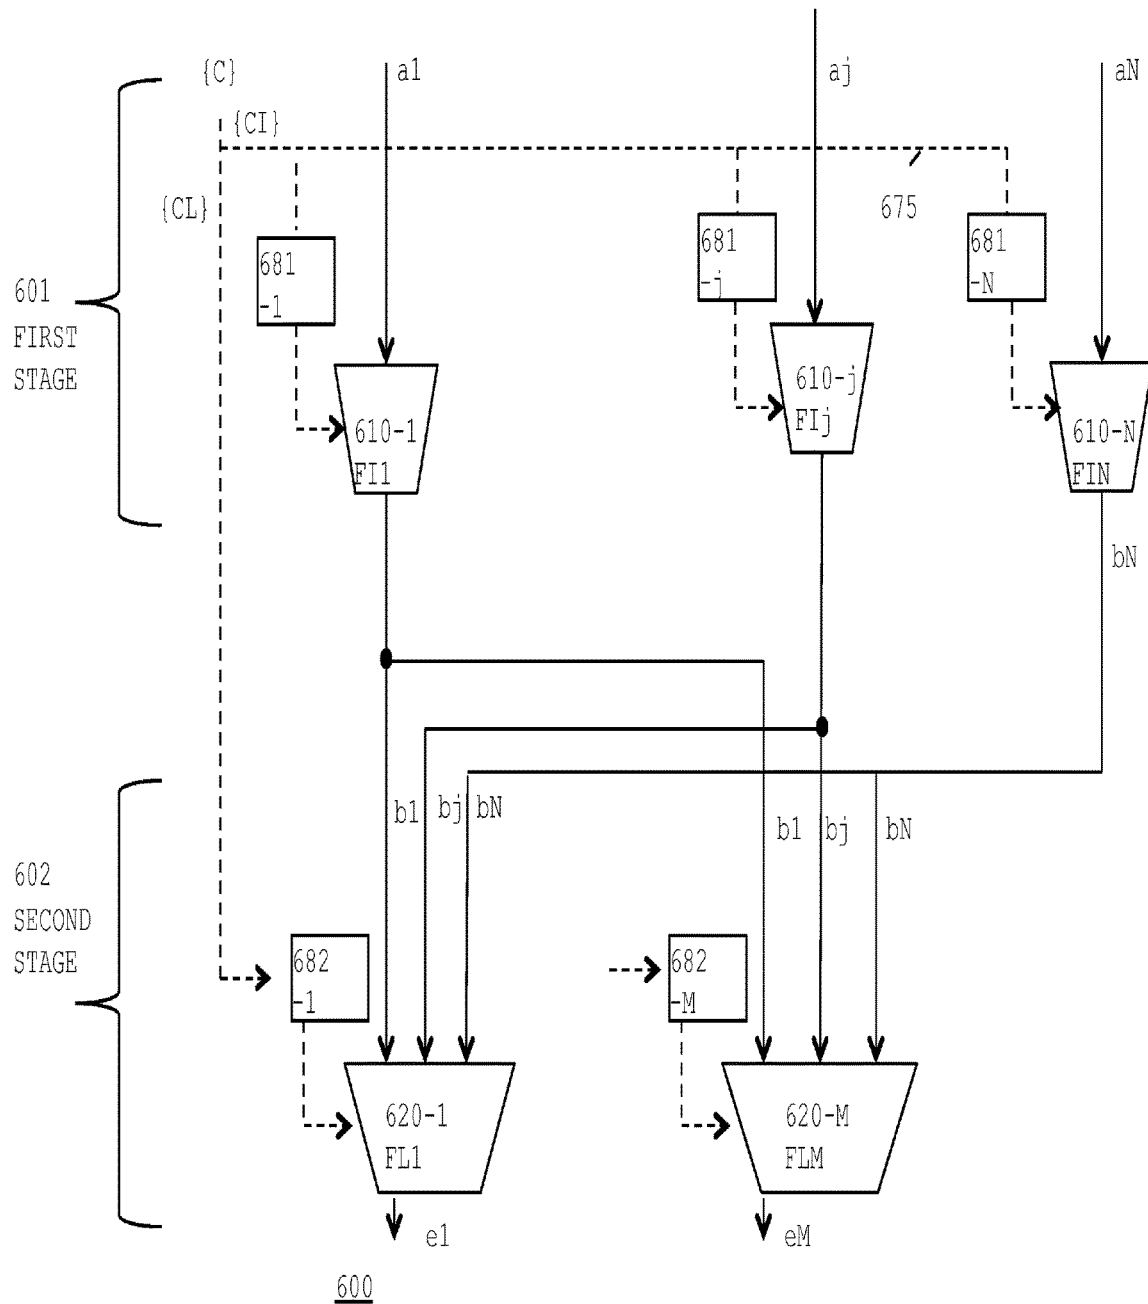 {C}
a1
aj
aN
{CI}
{CL}
675
681
-1
681
-j
681
-N
601
FIRST
STAGE
610-1
FI1
610-j
FIj
610-N
FIN
bN
b1
bj
bN
b1
bj
bN
602
SECOND
STAGE
682
-1
682
-M
620-1
FL1
620-M
FLM
e1
eM
600